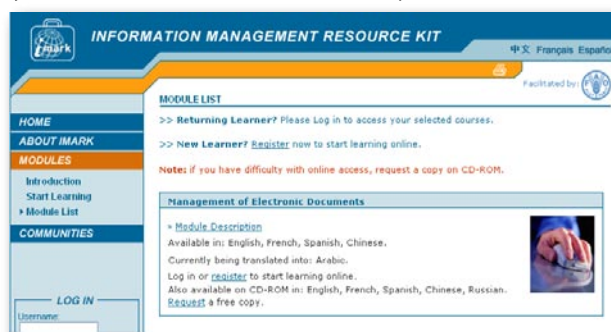 imark
INFORMATION MANAGEMENT RESOURCE KIT
中文 Français Español
Facilitated by:
MODULE LIST
>> Returning Learner? Please Log in to access your selected courses.
>> New Learner? Register now to start learning online.
Note: if you have difficulty with online access, request a copy on CD-ROM.
HOME
ABOUT IMARK
MODULES
Introduction
Start Learning
Module List
COMMUNITIES
LOG IN
Username:
Management of Electronic Documents
» Module Description
Available in: English, French, Spanish, Chinese.
Currently being translated into: Arabic.
Log in or register to start learning online.
Also available on CD-ROM in: English, French, Spanish, Chinese, Russian.
Request a free copy.